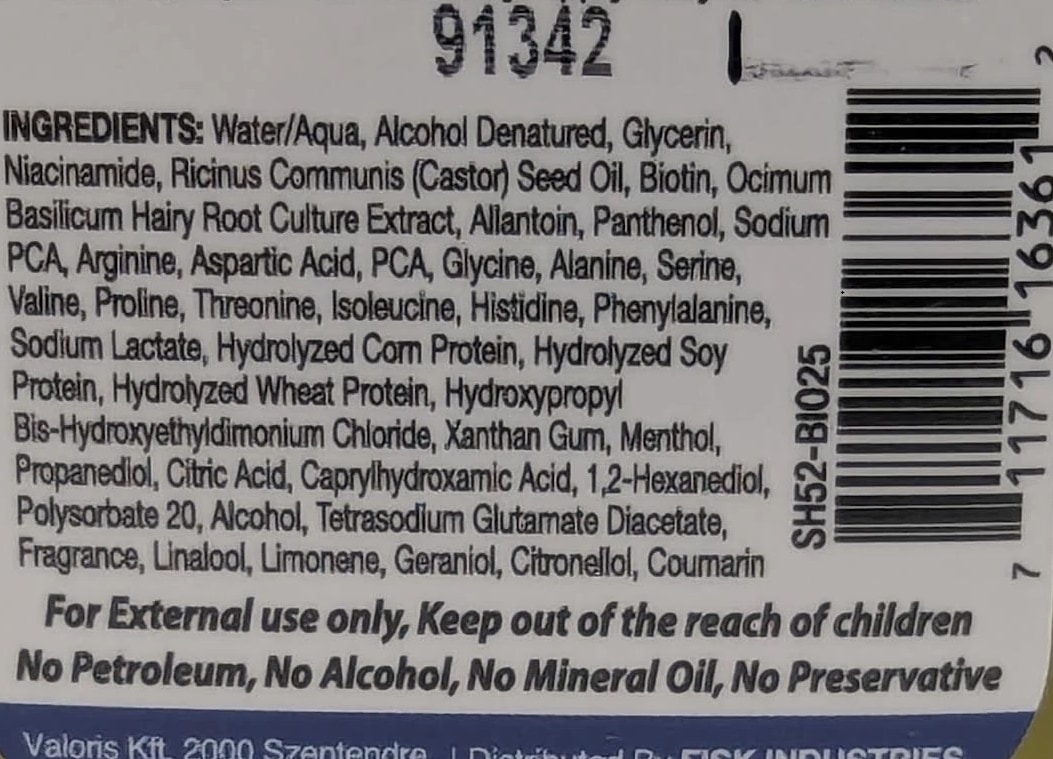 91342
INGREDIENTS: Water/Aqua, Alcohol Denatured, Glycerin,
Niacinamide, Ricinus Communis (Castor) Seed Oil, Biotin, Ocimum
Basilicum Hairy Root Culture Extract, Allantoin, Panthenol, Sodium
PCA, Arginine, Aspartic Acid, PCA, Glycine, Alanine, Serine,
Valine, Proline, Threonine, Isoleucine, Histidine, Phenylalanine,
Sodium Lactate, Hydrolyzed Corn Protein, Hydrolyzed Soy
Protein, Hydrolyzed Wheat Protein, Hydroxypropyl
Bis-Hydroxyethyldimonium Chloride, Xanthan Gum, Menthol,
Propanediol, Citric Acid, Caprylhydroxamic Acid, 1,2-Hexanediol,
Polysorbate 20, Alcohol, Tetrasodium Glutamate Diacetate,
Fragrance, Linalool, Limonene, Geraniol, Citronellol, Coumarin
SH52-BIO25
7 11716 16361 2
For External use only, Keep out of the reach of children
No Petroleum, No Alcohol, No Mineral Oil, No Preservative
Valoris Kft. 2000 Szentendre | Distributed By FISK INDUSTRIES